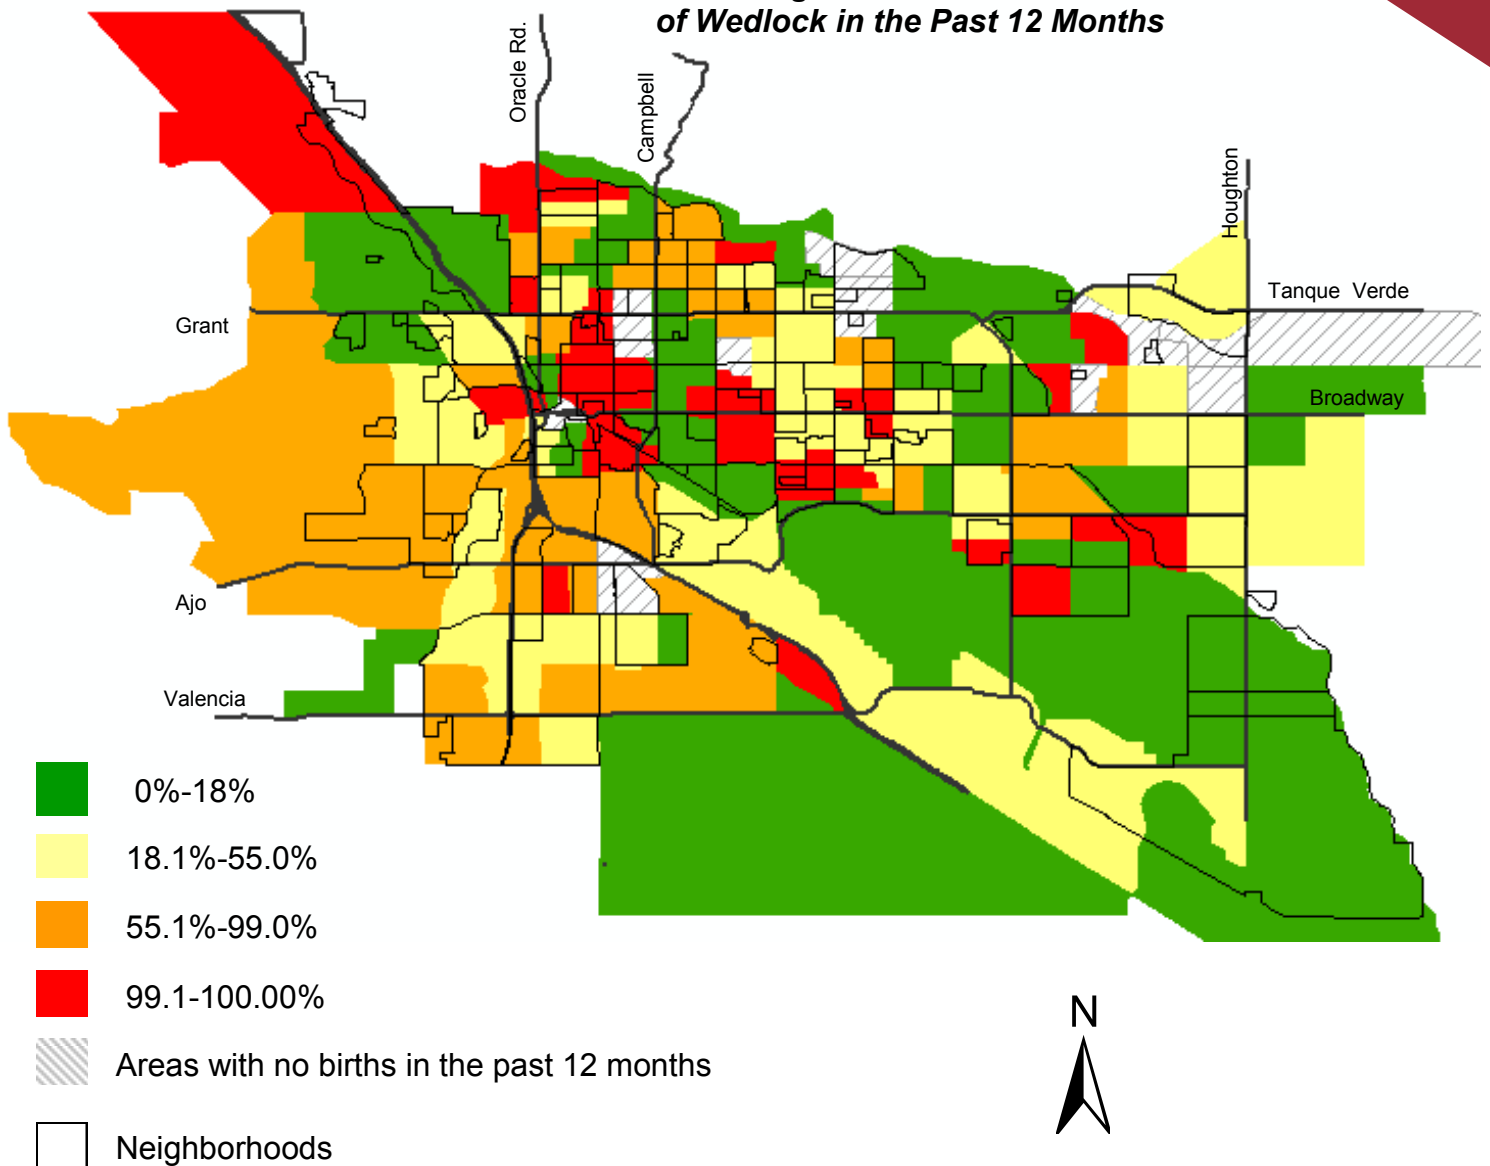 of Wedlock in the Past 12 Months
Oracle Rd.
Campbell
Houghton
Tanque Verde
Grant
Broadway
Ajo
Valencia
0%-18%
18.1%-55.0%
55.1%-99.0%
99.1-100.00%
N
Areas with no births in the past 12 months
Neighborhoods